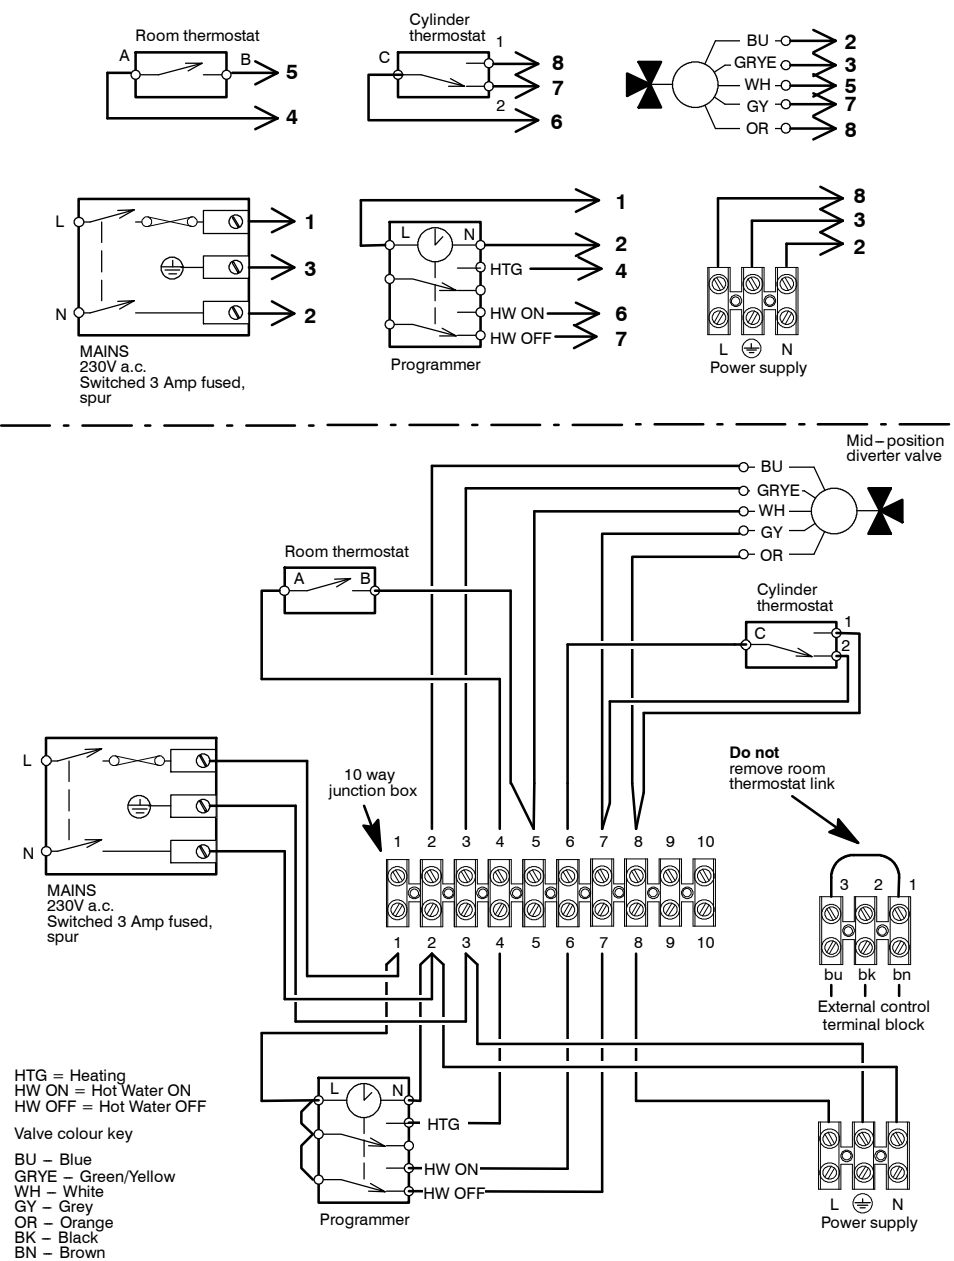 Room thermostat
A
B
5
4
Cylinder
thermostat
C
1
2
8
7
6
BU
GRYE
WH
GY
OR
2
3
5
7
8
L
N
1
3
2
MAINS
230V a.c.
Switched 3 Amp fused,
spur
L
N
HTG
HW ON
HW OFF
1
2
4
6
7
Programmer
8
3
2
L
N
Power supply
Mid–position
diverter valve
BU
GRYE
WH
GY
OR
Room thermostat
A
B
Cylinder
thermostat
C
1
2
L
N
MAINS
230V a.c.
Switched 3 Amp fused,
spur
10 way
junction box
Do not
remove room
thermostat link
1 2 3 4 5 6 7 8 9 10
1 2 3 4 5 6 7 8 9 10
3 2 1
bu bk bn
External control
terminal block
HTG = Heating
HW ON = Hot Water ON
HW OFF = Hot Water OFF
Valve colour key
BU – Blue
GRYE – Green/Yellow
WH – White
GY – Grey
OR – Orange
BK – Black
BN – Brown
L
N
HTG
HW ON
HW OFF
Programmer
L
N
Power supply